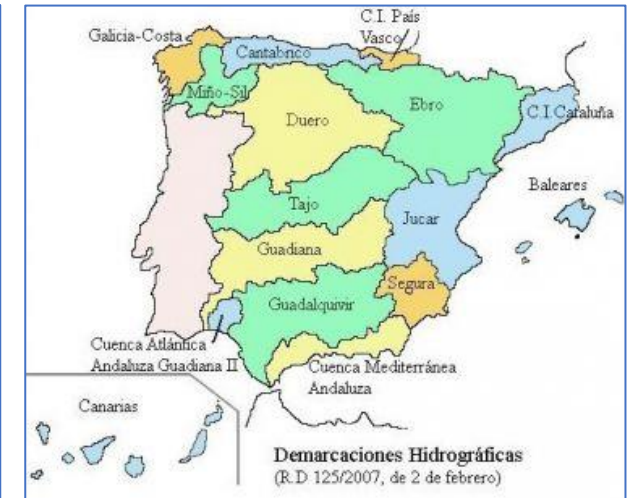 C.I. País
Vasco
Galicia-Costa
Cantabrico
Miño-Sil
Ebro
Duero
C.I.Cataluña
Baleares
Tajo
Jucar
Guadiana
Segura
Guadalquivir
Cuenca Atlántica
Andaluza Guadiana II
Cuenca Mediterránea
Andaluza
Canarias
Demarcaciones Hidrográficas
(R.D 125/2007, de 2 de febrero)